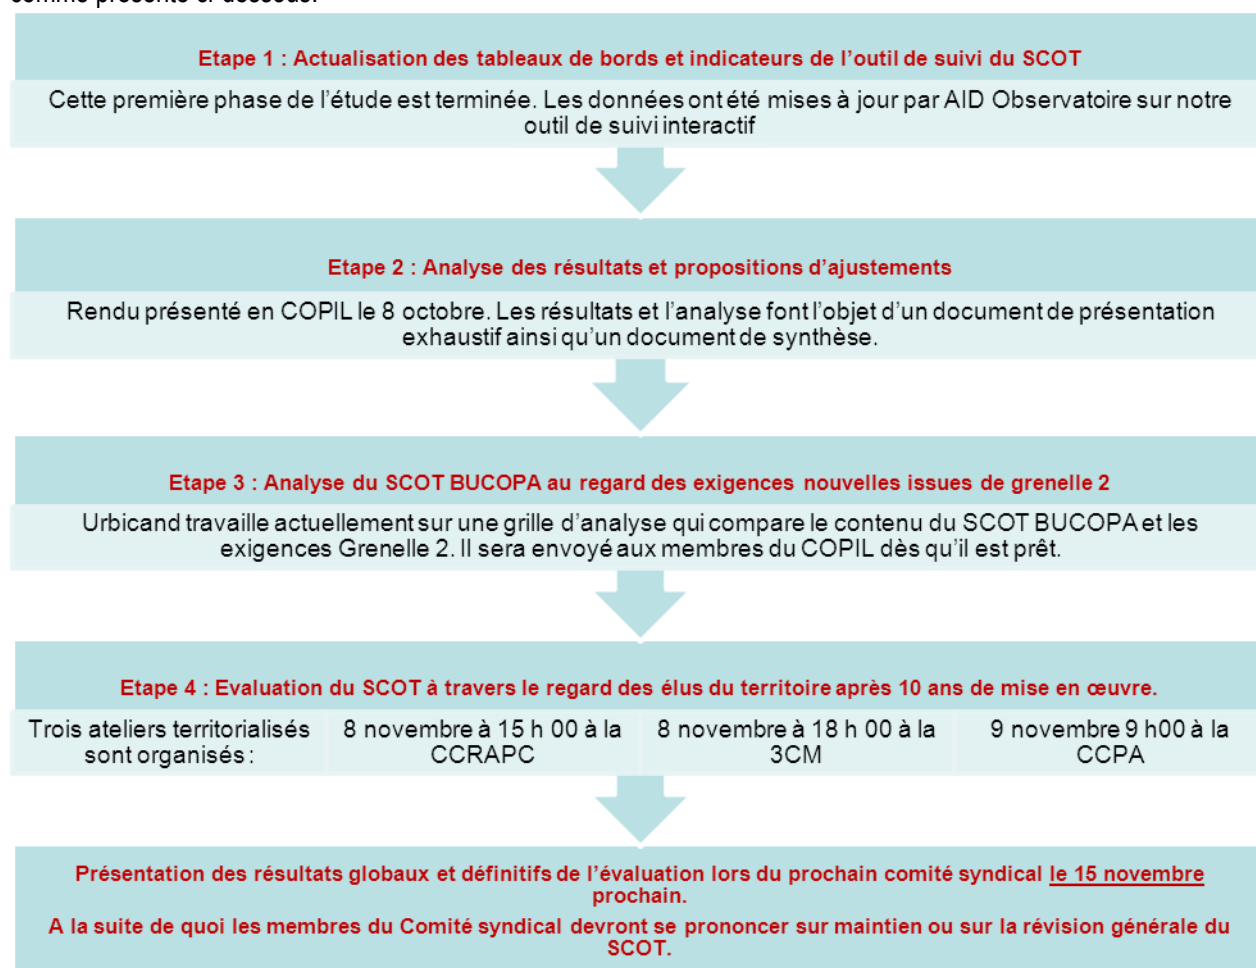 Etape 1 : Actualisation des tableaux de bords et indicateurs de l'outil de suivi du SCOT
Cette première phase de l'étude est terminée. Les données ont été mises à jour par AID Observatoire sur notre
outil de suivi interactif
Etape 2 : Analyse des résultats et propositions d'ajustements
Rendu présenté en COPIL le 8 octobre. Les résultats et l'analyse font l'objet d'un document de présentation
exhaustif ainsi qu'un document de synthèse.
Etape 3 : Analyse du SCOT BUCOPA au regard des exigences nouvelles issues de grenelle 2
Urbicand travaille actuellement sur une grille d'analyse qui compare le contenu du SCOT BUCOPA et les
exigences Grenelle 2. Il sera envoyé aux membres du COPIL dès qu'il est prêt.
Etape 4 : Evaluation du SCOT à travers le regard des élus du territoire après 10 ans de mise en œuvre.
Trois ateliers territorialisés
sont organisés :
8 novembre à 15 h 00 à la
CCRAPC
8 novembre à 18 h 00 à la
3CM
9 novembre 9 h00 à la
CCPA
Présentation des résultats globaux et définitifs de l'évaluation lors du prochain comité syndical le 15 novembre
prochain.
A la suite de quoi les membres du Comité syndical devront se prononcer sur maintien ou sur la révision générale du
SCOT.